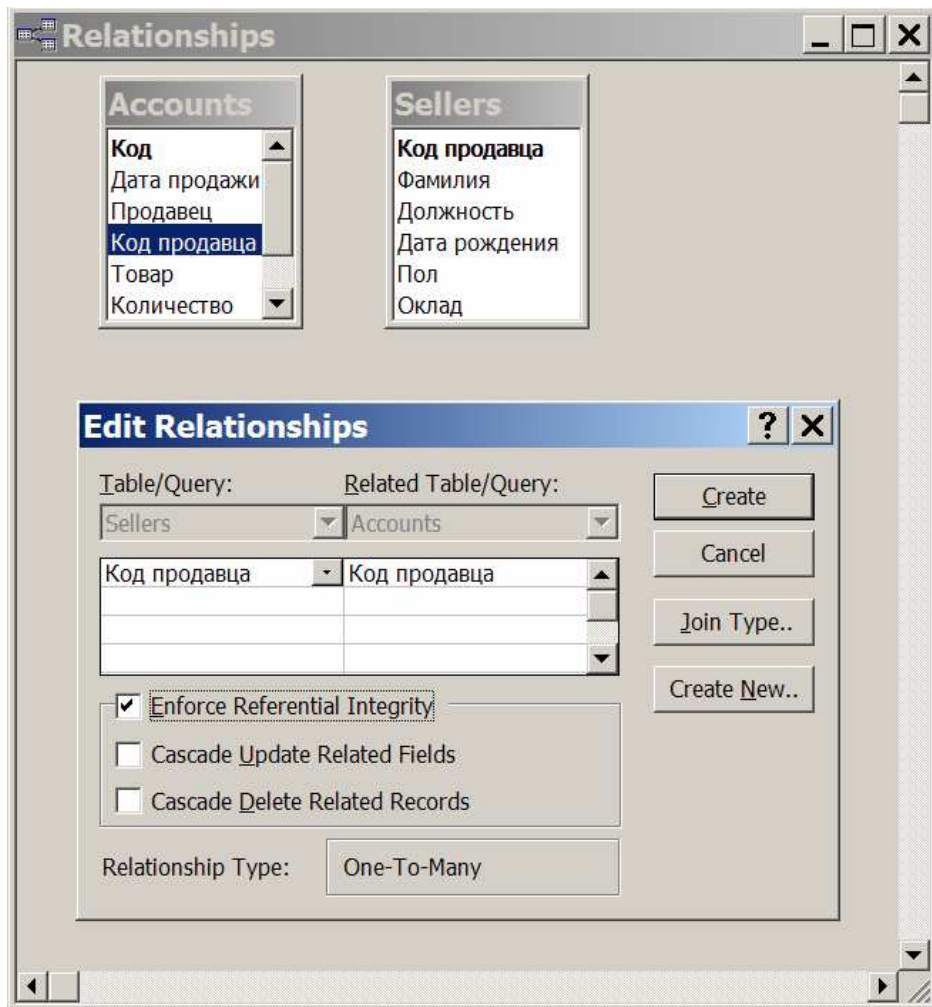 Relationships
Accounts
Код
Дата продажи
Продавец
Код продавца
Товар
Количество
Sellers
Код продавца
Фамилия
Должность
Дата рождения
Пол
Оклад
Edit Relationships
Table/Query: Related Table/Query:
Sellers Accounts
Код продавца Код продавца
Enforce Referential Integrity
Cascade Update Related Fields
Cascade Delete Related Records
Relationship Type: One-To-Many
Create
Cancel
Join Type..
Create New..